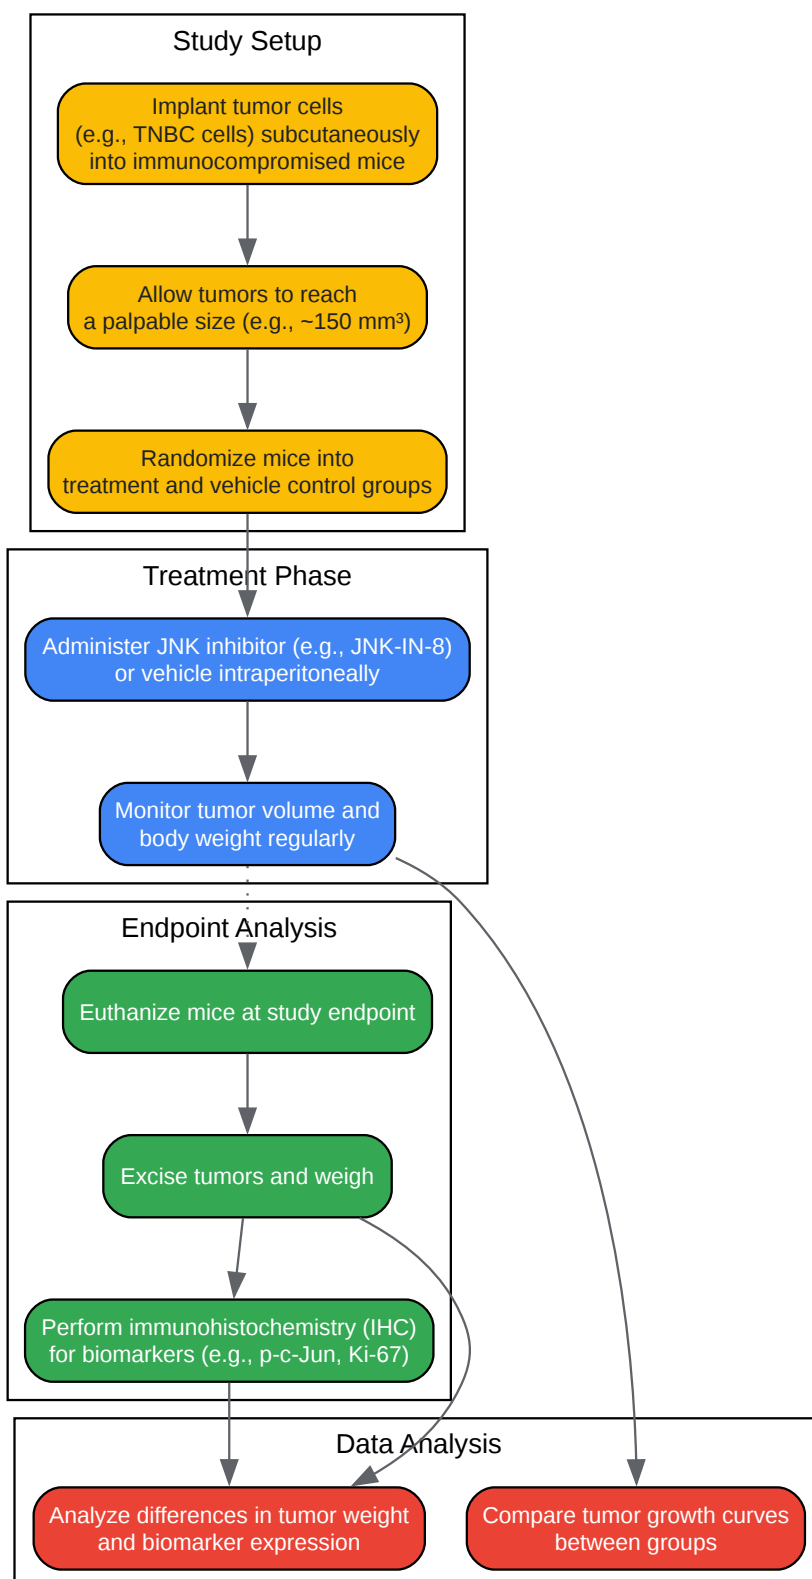 Study Setup
Implant tumor cells
(e.g., TNBC cells) subcutaneously
into immunocompromised mice
Allow tumors to reach
a palpable size (e.g., ~150 mm³)
Randomize mice into
treatment and vehicle control groups
Treatment Phase
Administer JNK inhibitor (e.g., JNK-IN-8)
or vehicle intraperitoneally
Monitor tumor volume and
body weight regularly
Endpoint Analysis
Euthanize mice at study endpoint
Excise tumors and weigh
Perform immunohistochemistry (IHC)
for biomarkers (e.g., p-c-Jun, Ki-67)
Data Analysis
Analyze differences in tumor weight
and biomarker expression
Compare tumor growth curves
between groups